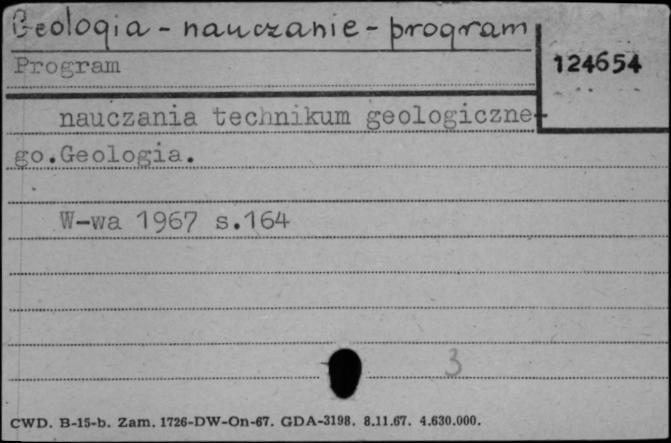 Geologia - nauczanie - program
Program
124654
nauczania technikum geologiczne-
go.Geologia.
W-wa 1967 s.164
3
CWD. B-15-b. Zam. 1726-DW-On-67. GDA-3198. 8.11.67. 4.630.000.